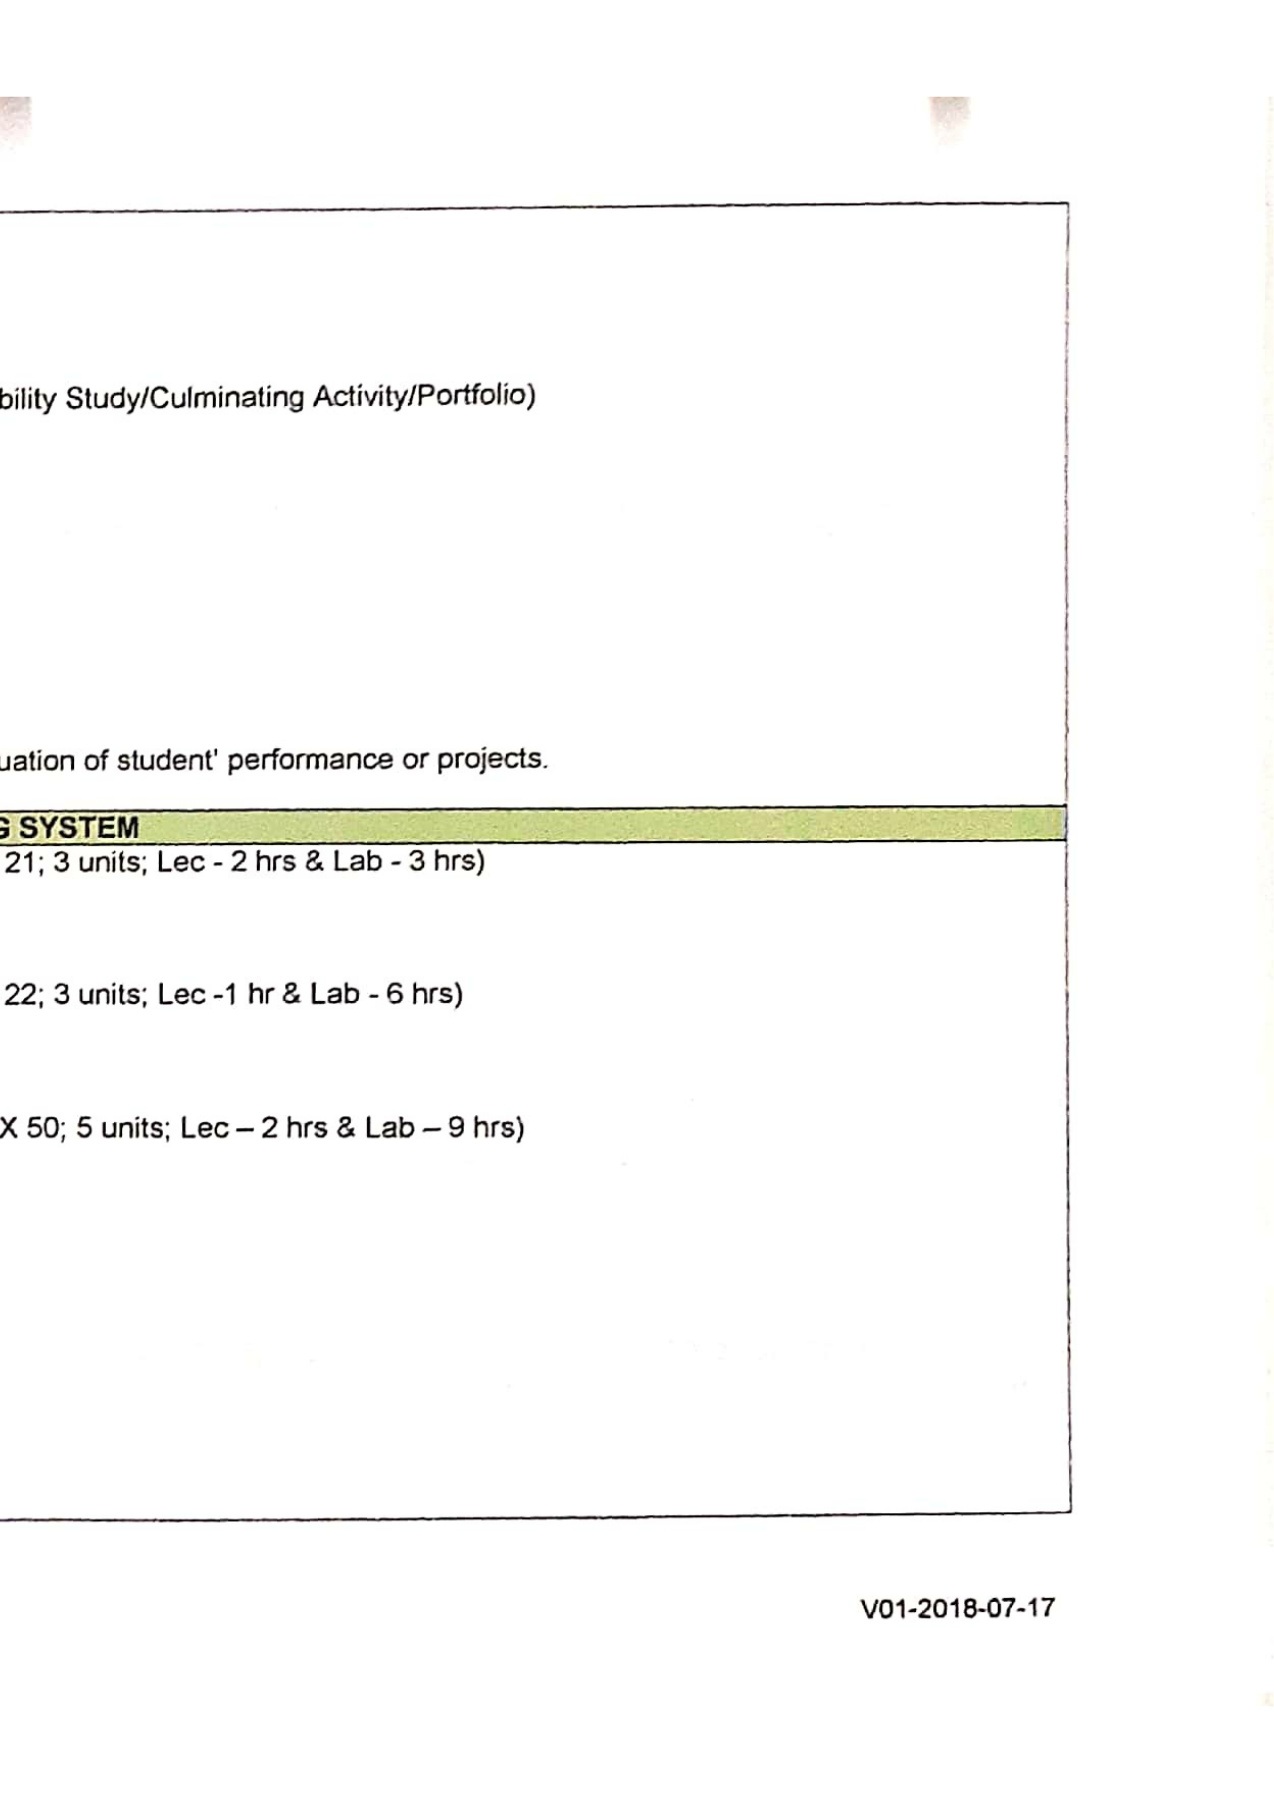 bility Study/Culminating Activity/Portfolio)
uation of student' performance or projects.
G SYSTEM
21; 3 units; Lec - 2 hrs & Lab - 3 hrs)
22; 3 units; Lec -1 hr & Lab - 6 hrs)
X 50; 5 units; Lec – 2 hrs & Lab – 9 hrs)
V01-2018-07-17